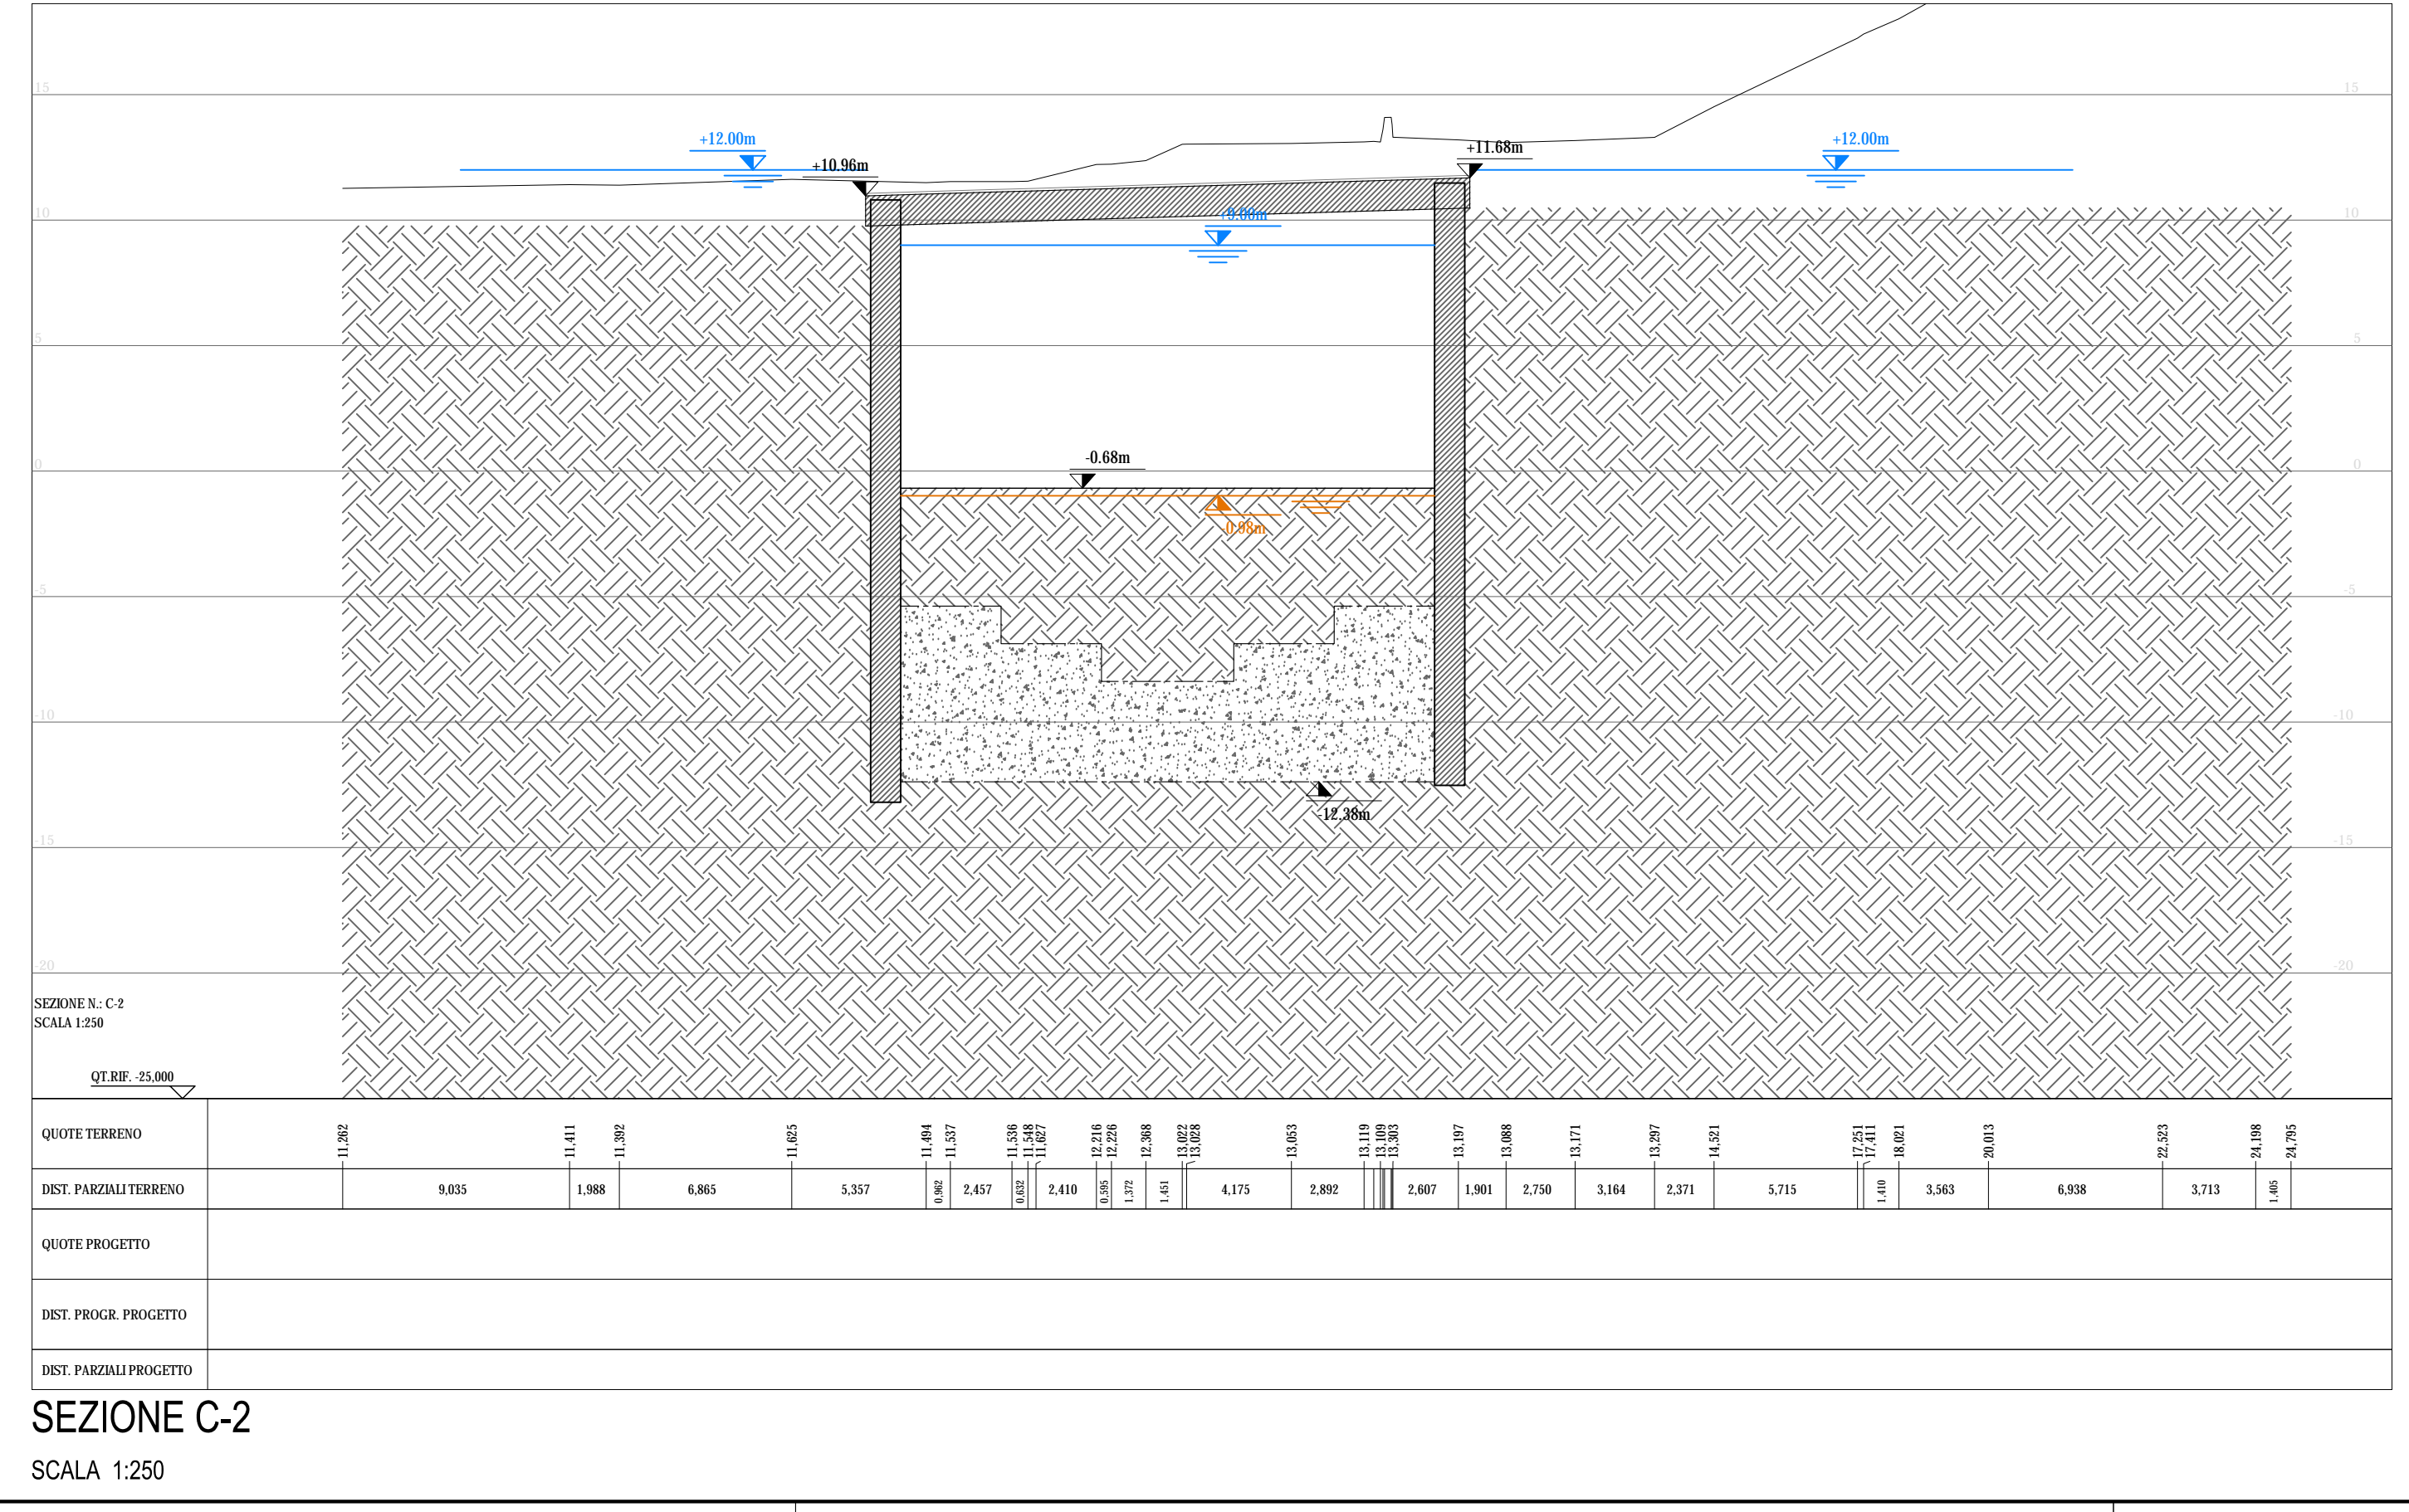 15 15
+12.00m +12.00m
+11.68m
+10.96m
10 +9.00m 10
5 5
-0.68m
0 0
-0.98m
-5 -5
-10 -10
-12.38m
-15 -15
-20 -20
SEZIONE N.: C-2
SCALA 1:250
QT.RIF. -25,000
QUOTE TERRENO 11,262 11,411 11,392 11,625 11,494 11,537 11,536 11,548 11,627 12,216 12,226 12,368 13,022 13,028 13,053 13,119 13,109 13,303 13,197 13,088 13,171 13,297 14,521 17,251 17,411 18,021 20,013 22,523 24,198 24,795
DIST. PARZIALI TERRENO 9,035 1,988 6,865 5,357 0,962 2,457 0,632 2,410 0,595 1,372 1,451 4,175 2,892 2,607 1,901 2,750 3,164 2,371 5,715 1,410 3,563 6,938 3,713 1,405
QUOTE PROGETTO
DIST. PROGR. PROGETTO
DIST. PARZIALI PROGETTO
SEZIONE C-2
SCALA 1:250